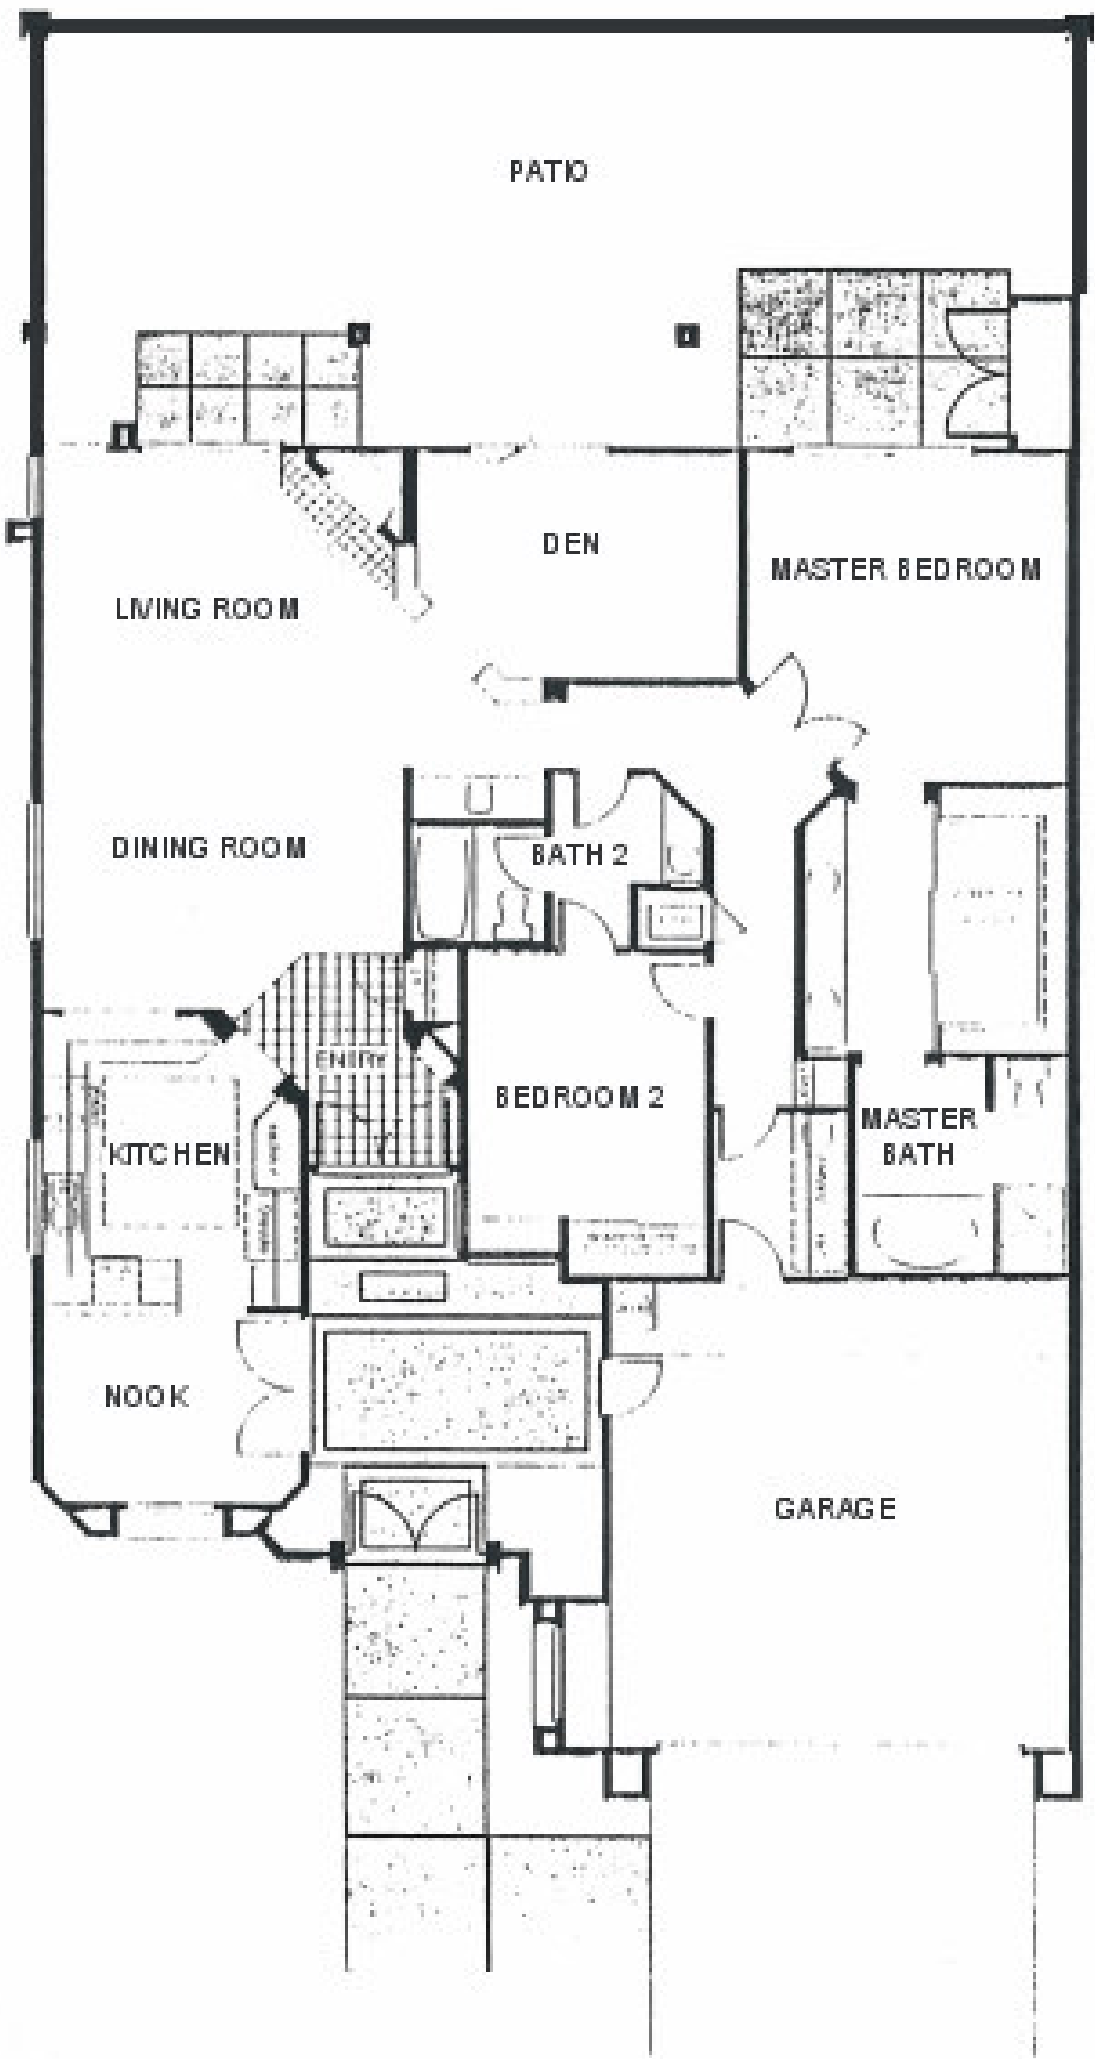 PATIO
DEN
MASTER BEDROOM
LIVING ROOM
DINING ROOM
BATH 2
ENTRY
BEDROOM 2
MASTER
BATH
KITCHEN
NOOK
GARAGE